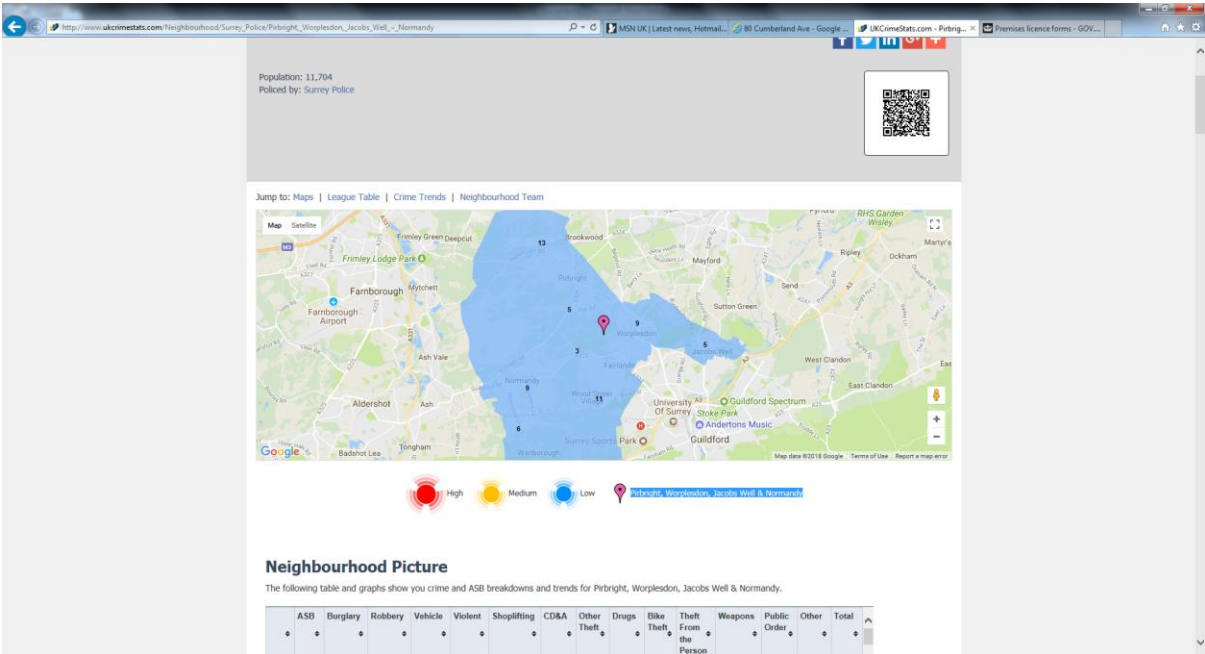 http://www.ukcrimestats.com/Neighbourhood/Surrey_Police/Pirbright,_Worplesdon,_Jacobs_Well_-_Normandy
MSN UK | Latest news, Hotmail...
80 Cumberland Ave - Google ...
UKCrimeStats.com - Pirbrig...
Premises licence forms - GOV....
Population: 11,704
Policed by: Surrey Police
Jump to: Maps | League Table | Crime Trends | Neighbourhood Team
Map Satellite
RHS Garden
Wisley
Martyr's
Frimley Green
Deepcut
13
Brookwood
M3
Frimley Lodge Park
Mayford
Ripley
Ockham
Pirbright
Send
Farnborough
Mytchett
Farnborough
Airport
5
9
Sutton Green
Worplesdon
A331
5
Jacobs Well
3
Ash Vale
West Clandon
Fairlands
Normandy
9
East Clandon
Wood Street
Village
11
Aldershot
Ash
University
Of Surrey
Stoke
Park
Guildford Spectrum
6
Andertons Music
Surrey Sports Park
Guildford
Tongham
Badshot Lea
Wanborough
Google
Map data ©2018 Google Terms of Use Report a map error
High Medium Low Pirbright, Worplesdon, Jacobs Well & Normandy
Neighbourhood Picture
The following table and graphs show you crime and ASB breakdowns and trends for Pirbright, Worplesdon, Jacobs Well & Normandy.
ASB Burglary Robbery Vehicle Violent Shoplifting CD&A Other Theft Drugs Bike Theft Theft From the Person Weapons Public Order Other Total